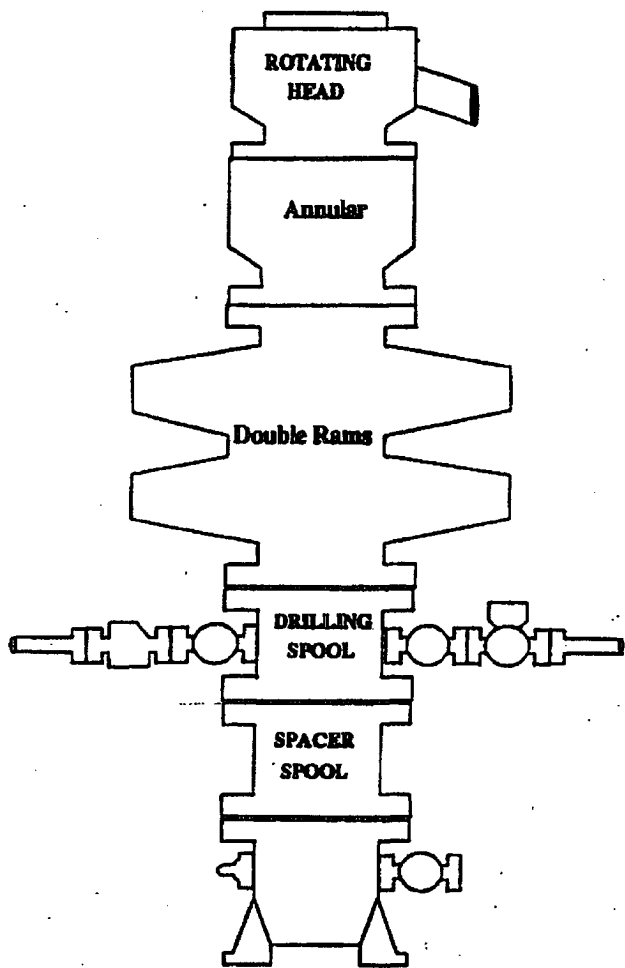 ROTATING
HEAD
Annular
Double Rams
DRILLING
SPOOL
SPACER
SPOOL